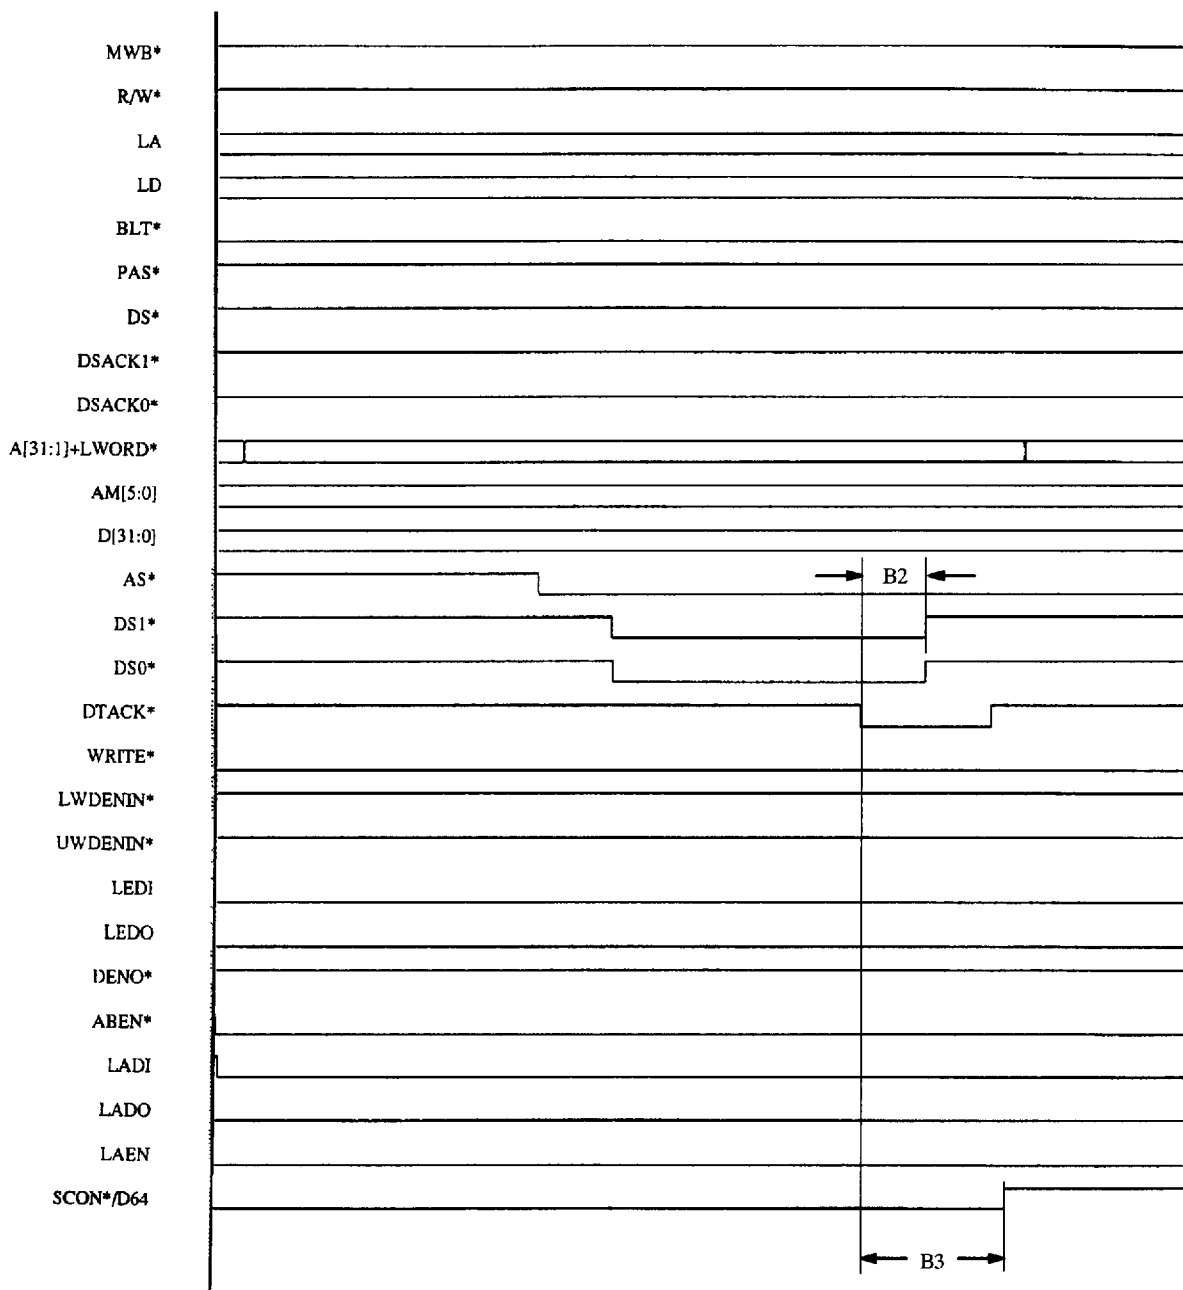 MWB*
R/W*
LA
LD
BLT*
PAS*
DS*
DSACK1*
DSACK0*
A[31:1]+LWORD*
AM[5:0]
D[31:0]
AS*
B2
DS1*
DS0*
DTACK*
WRITE*
LWDENIN*
UWDENIN*
LEDI
LEDO
DENO*
ABEN*
LADI
LADO
LAEN
SCON*/D64
B3